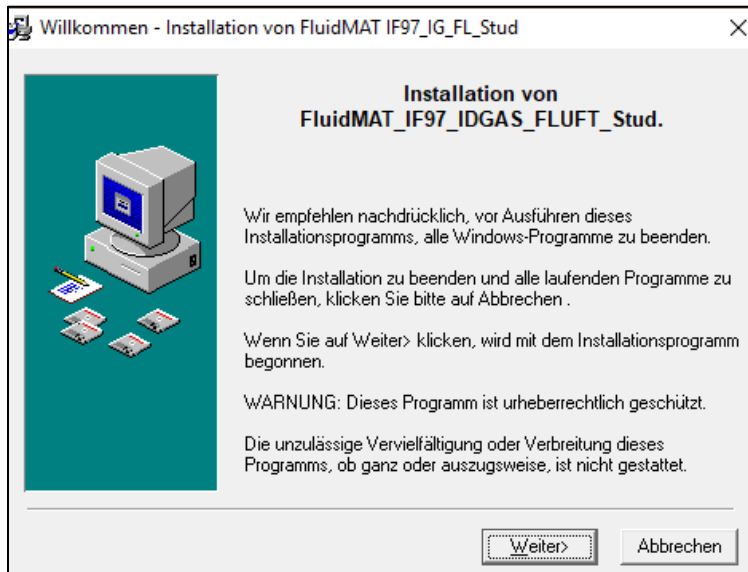 Willkommen - Installation von FluidMAT IF97_IG_FL_Stud
Installation von
FluidMAT_IF97_IDGAS_FLUFT_Stud.
Wir empfehlen nachdrücklich, vor Ausführen dieses
Installationsprogramms, alle Windows-Programme zu beenden.
Um die Installation zu beenden und alle laufenden Programme zu
schließen, klicken Sie bitte auf Abbrechen .
Wenn Sie auf Weiter> klicken, wird mit dem Installationsprogramm
begonnen.
WARNUNG: Dieses Programm ist urheberrechtlich geschützt.
Die unzulässige Vervielfältigung oder Verbreitung dieses
Programms, ob ganz oder auszugsweise, ist nicht gestattet.
Weiter> Abbrechen